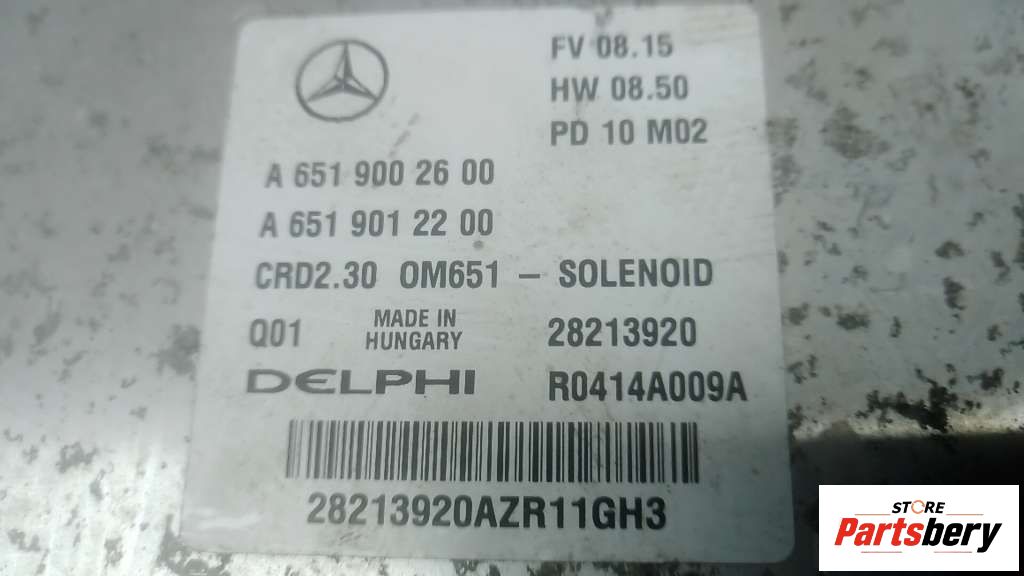 FV 08.15
HW 08.50
PD 10 M02
A 651 900 26 00
A 651 901 22 00
CRD2.30 OM651 – SOLENOID
Q01 MADE IN HUNGARY 28213920
DELPHI R0414A009A
28213920AZR11GH3
STORE
Partsbery